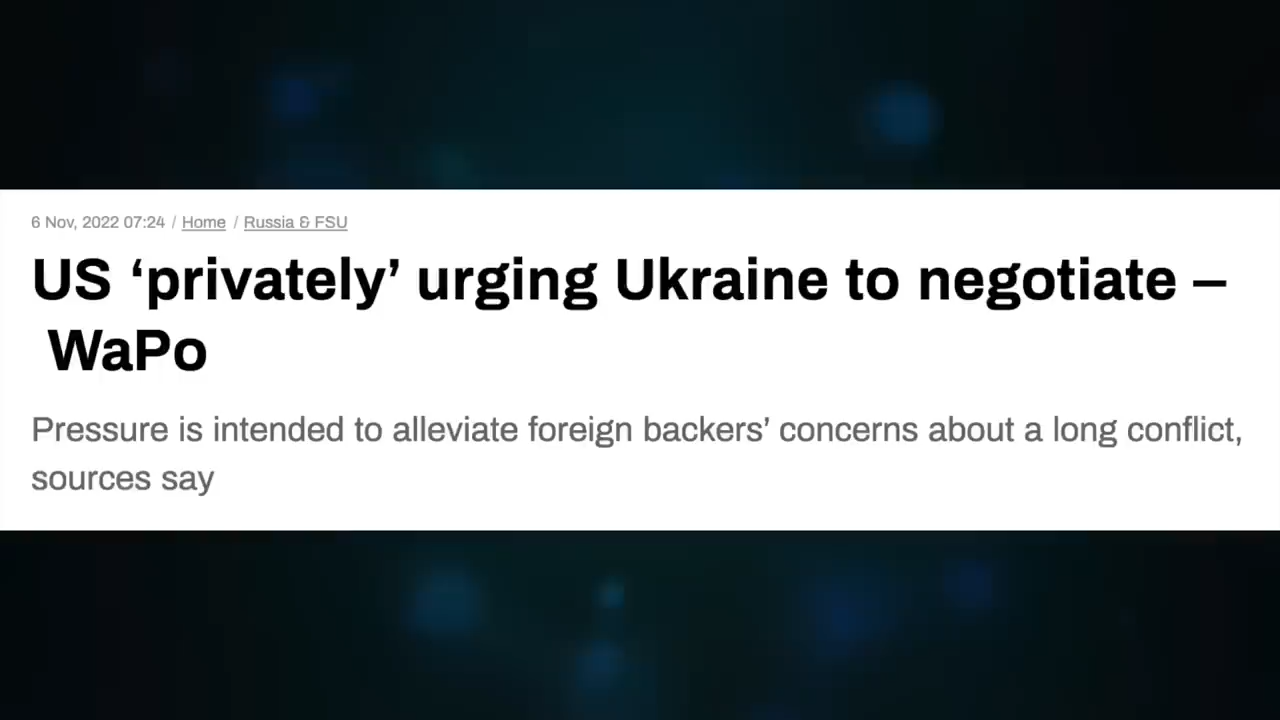 6 Nov, 2022 07:24 / Home / Russia & FSU
US ‘privately’ urging Ukraine to negotiate –
WaPo
Pressure is intended to alleviate foreign backers’ concerns about a long conflict,
sources say